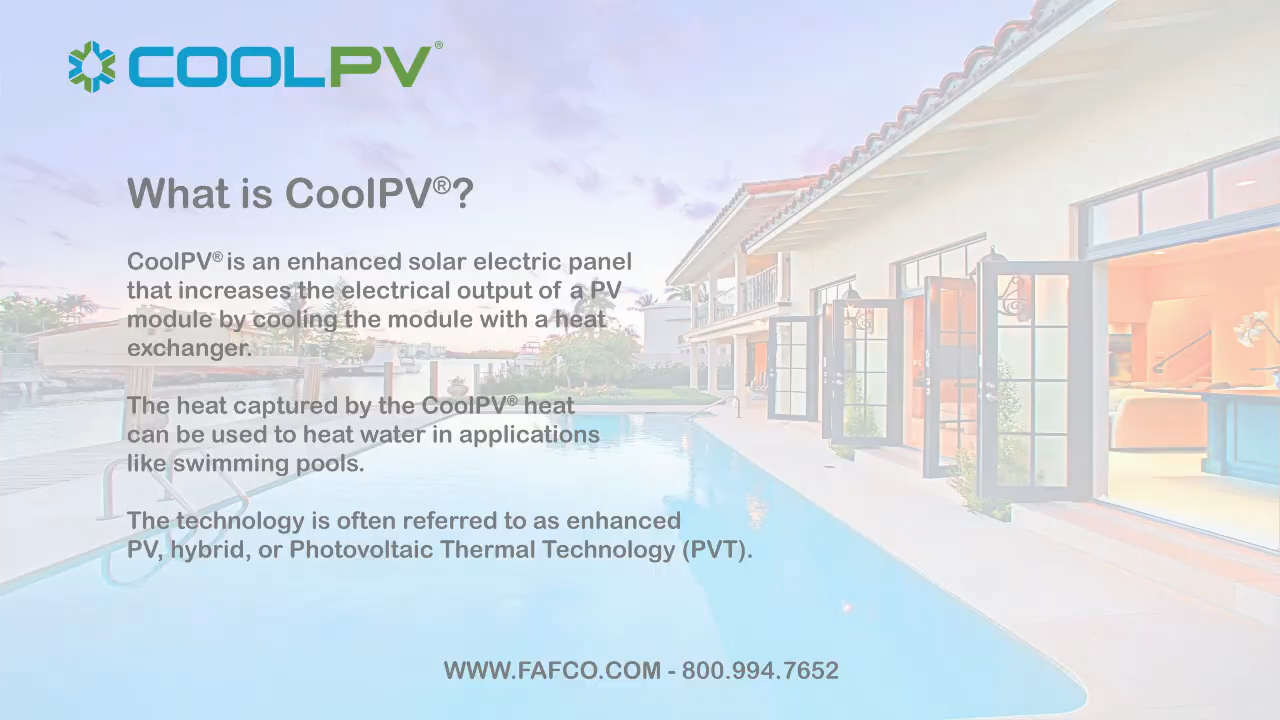 COOLPV®
What is CoolPV®?
CoolPV® is an enhanced solar electric panel
that increases the electrical output of a PV
module by cooling the module with a heat
exchanger.
The heat captured by the CoolPV® heat
can be used to heat water in applications
like swimming pools.
The technology is often referred to as enhanced
PV, hybrid, or Photovoltaic Thermal Technology (PVT).
WWW.FAFCO.COM - 800.994.7652